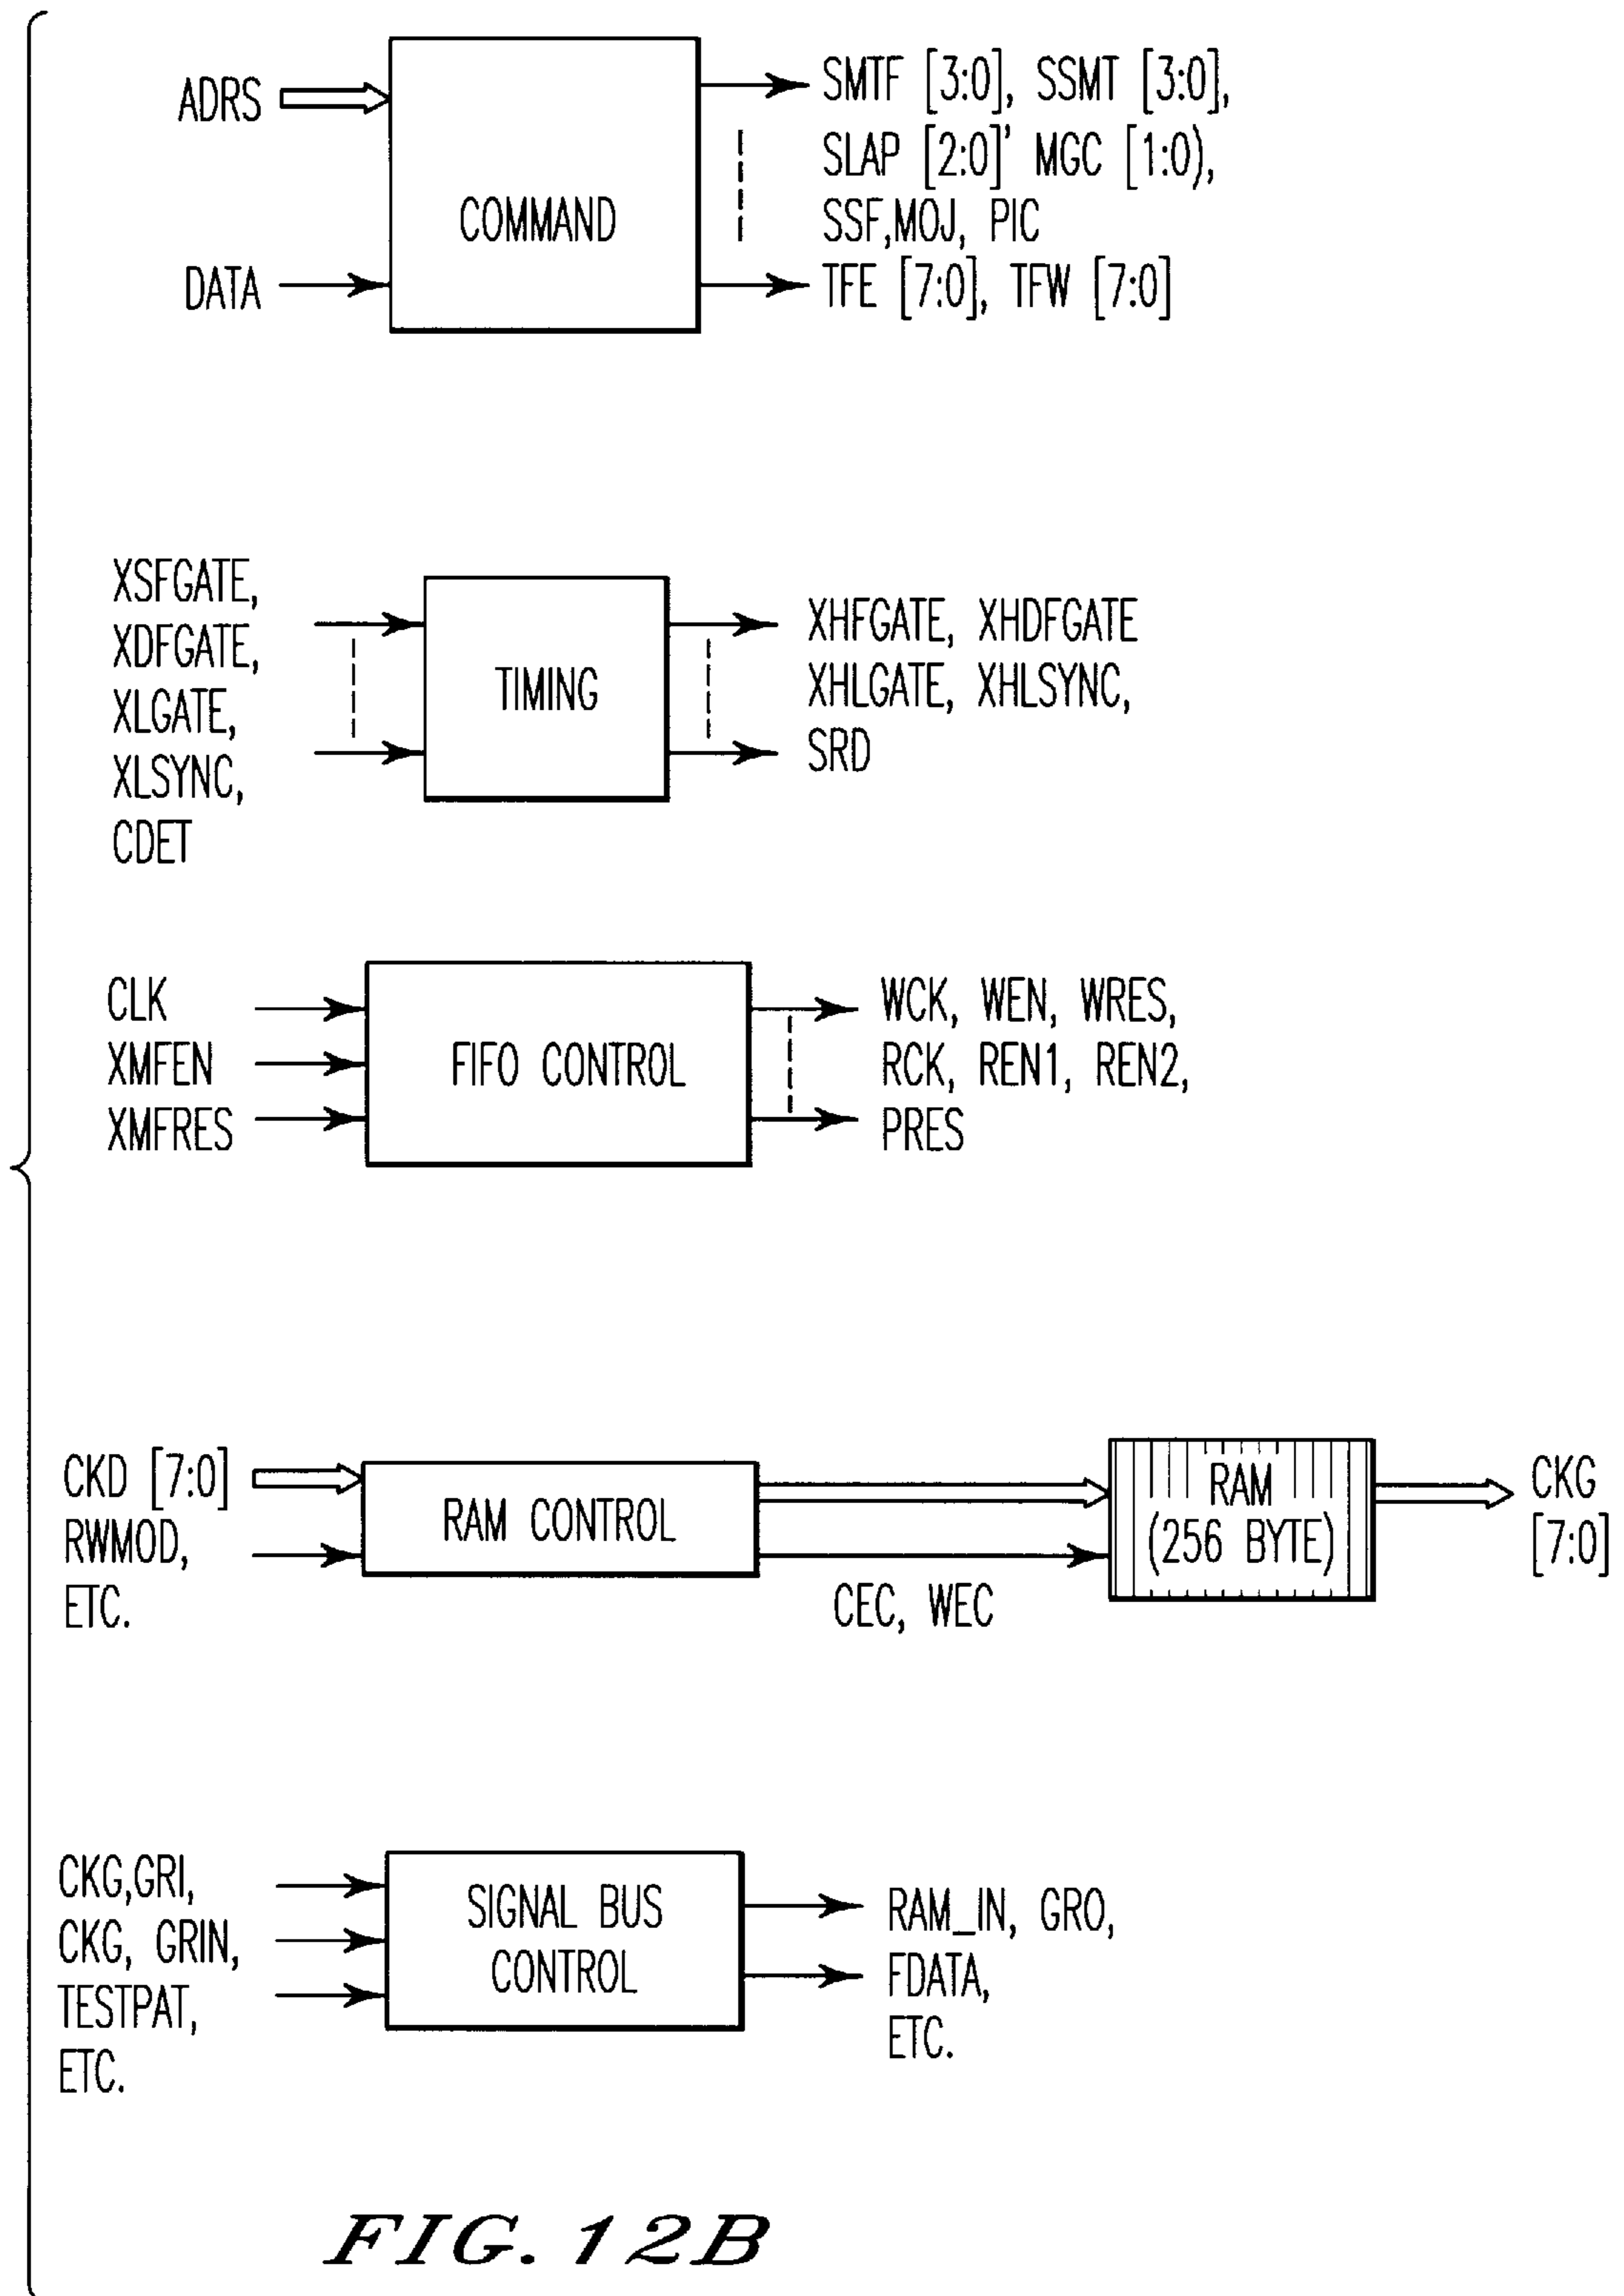 ADRS
DATA
COMMAND
SMTF [3:0], SSMT [3:0],
SLAP [2:0]' MGC [1:0),
SSF,MOJ, PIC
TFE [7:0], TFW [7:0]
XSFGATE,
XDFGATE,
XLGATE,
XLSYNC,
CDET
TIMING
XHFGATE, XHDFGATE
XHLGATE, XHLSYNC,
SRD
CLK
XMFEN
XMFRES
FIFO CONTROL
WCK, WEN, WRES,
RCK, REN1, REN2,
PRES
CKD [7:0]
RWMOD,
ETC.
RAM CONTROL
CEC, WEC
RAM
(256 BYTE)
CKG
[7:0]
CKG,GRI,
CKG, GRIN,
TESTPAT,
ETC.
SIGNAL BUS
CONTROL
RAM_IN, GRO,
FDATA,
ETC.
FIG. 12B